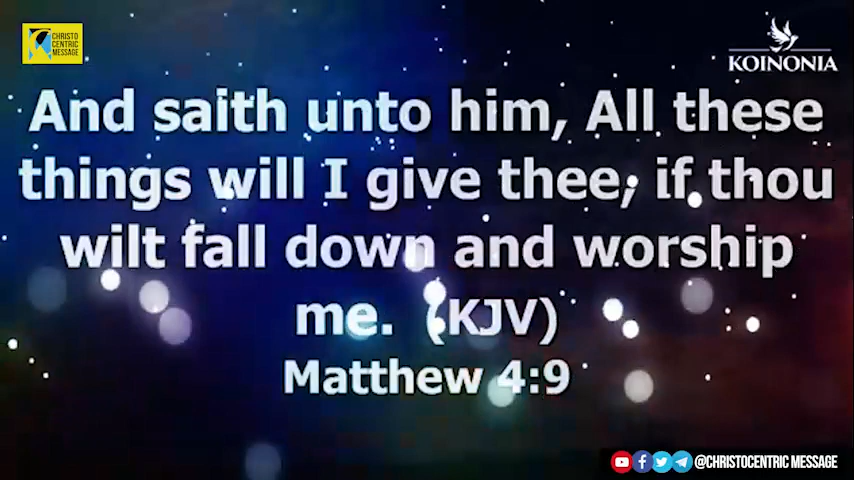 CHRISTO
CENTRIC
MESSAGE
KOINONIA
And saith unto him, All these
things will I give thee, if thou
wilt fall down and worship
me. (KJV)
Matthew 4:9
@CHRISTOCENTRIC MESSAGE